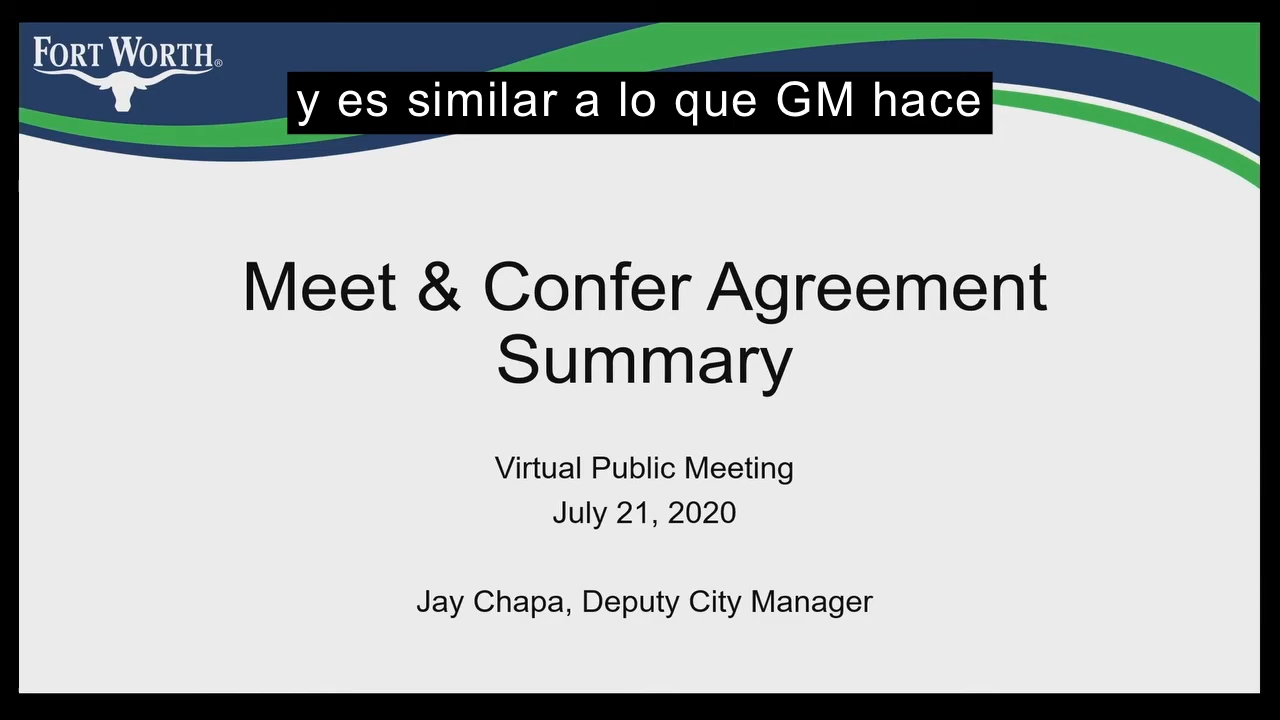 FORT WORTH®
y es similar a lo que GM hace
Meet & Confer Agreement
Summary
Virtual Public Meeting
July 21, 2020
Jay Chapa, Deputy City Manager